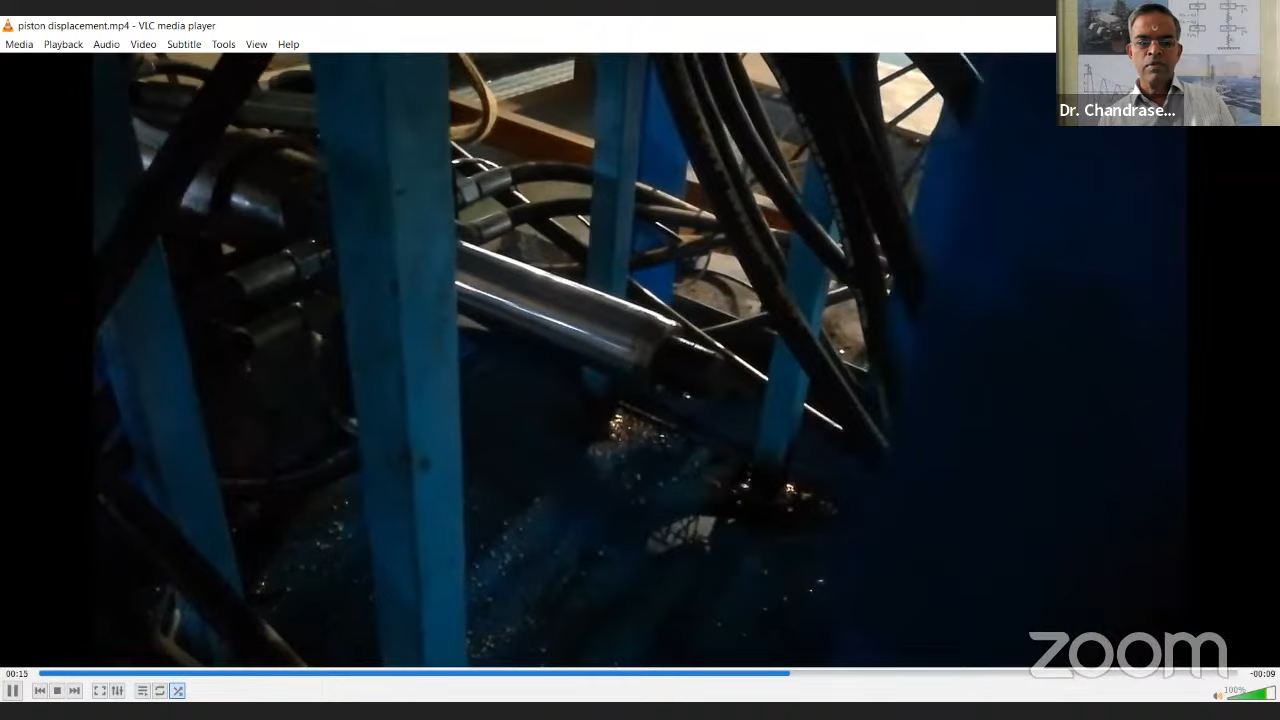 piston displacement.mp4 - VLC media player
Media Playback Audio Video Subtitle Tools View Help
Dr. Chandrase...
zoom
00:15
-00:09
100%